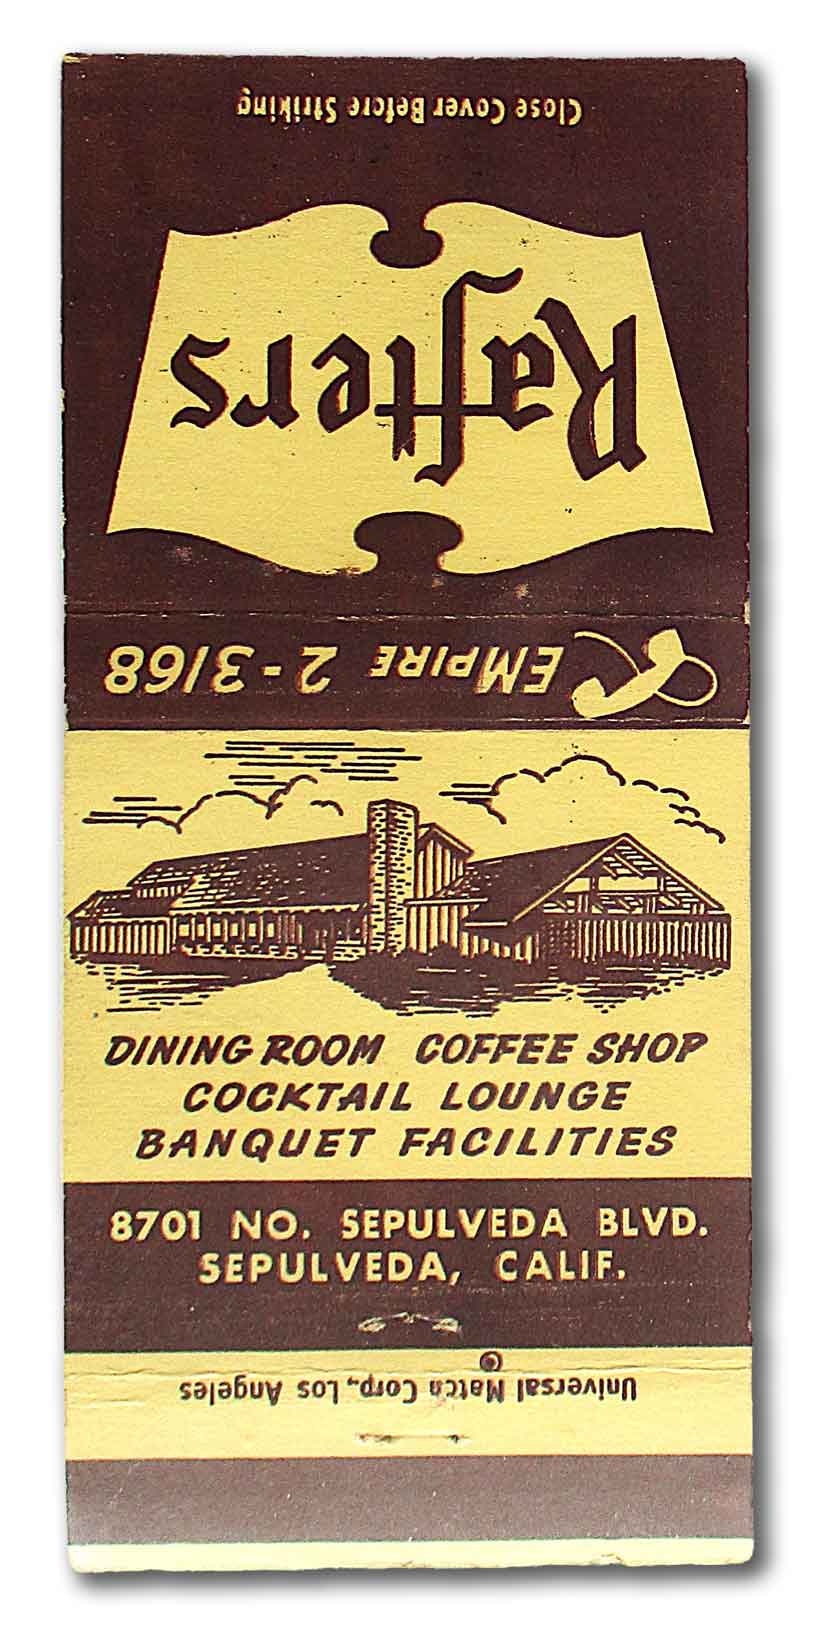 Close Cover Before Striking
Rafters
EMPIRE 2-3168
DINING ROOM COFFEE SHOP
COCKTAIL LOUNGE
BANQUET FACILITIES
8701 NO. SEPULVEDA BLVD.
SEPULVEDA, CALIF.
©
Universal Match Corp., Los Angeles